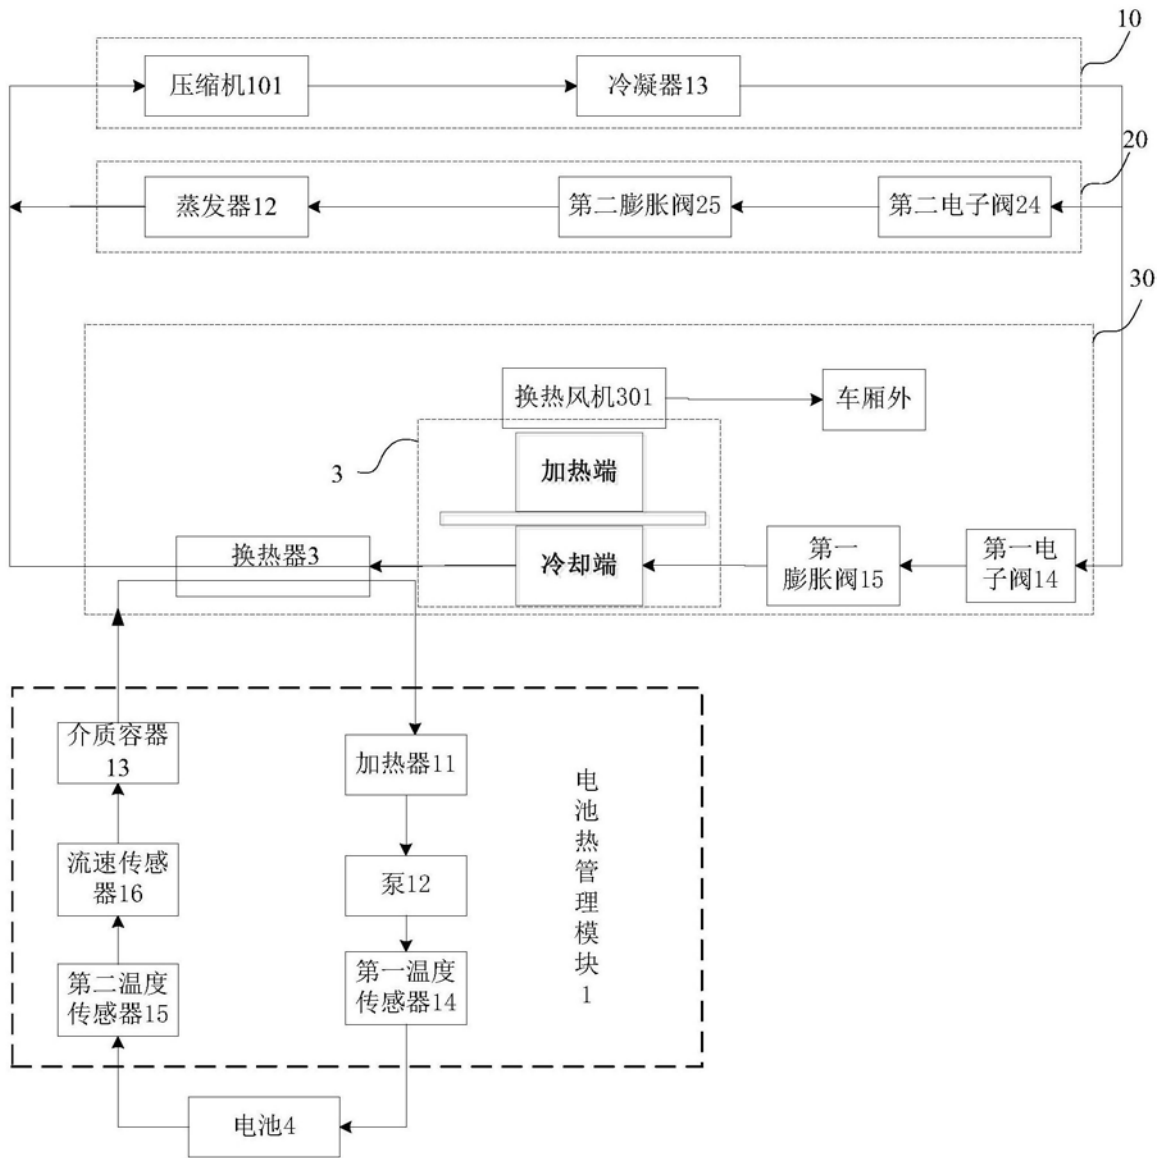 10
压缩机101
冷凝器13
20
蒸发器12
第二膨胀阀25
第二电子阀24
30
换热风机301
车厢外
3
加热端
换热器3
冷却端
第一
膨胀阀15
第一电
子阀14
介质容器
13
加热器11
流速传感
器16
泵12
第二温度
传感器15
第一温度
传感器14
电
池
热
管
理
模
块
1
电池4